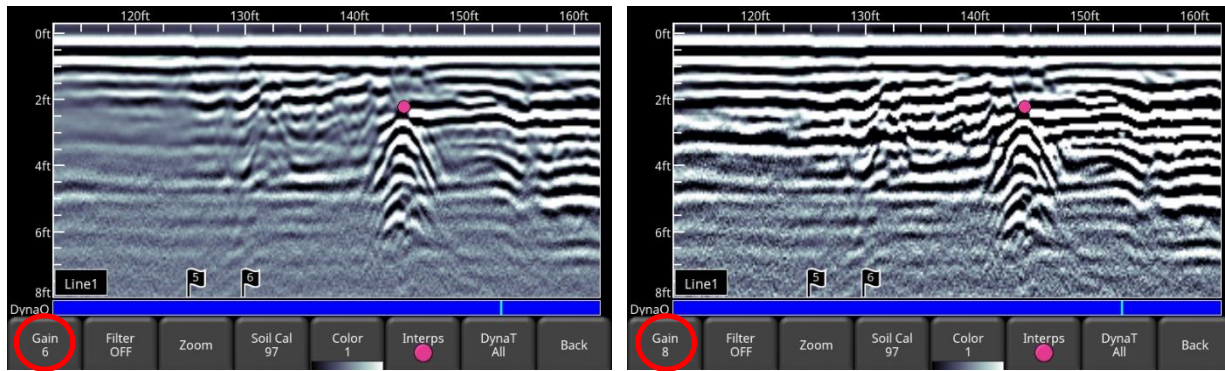 120ft 130ft 140ft 150ft 160ft
0ft
2ft
4ft
6ft
8ft
Line1
5
6
DynaQ
Gain
6
Filter
OFF
Zoom
Soil Cal
97
Color
1
Interps
DynaT
All
Back
120ft 130ft 140ft 150ft 160ft
0ft
2ft
4ft
6ft
8ft
Line1
5
6
DynaQ
Gain
8
Filter
OFF
Zoom
Soil Cal
97
Color
1
Interps
DynaT
All
Back